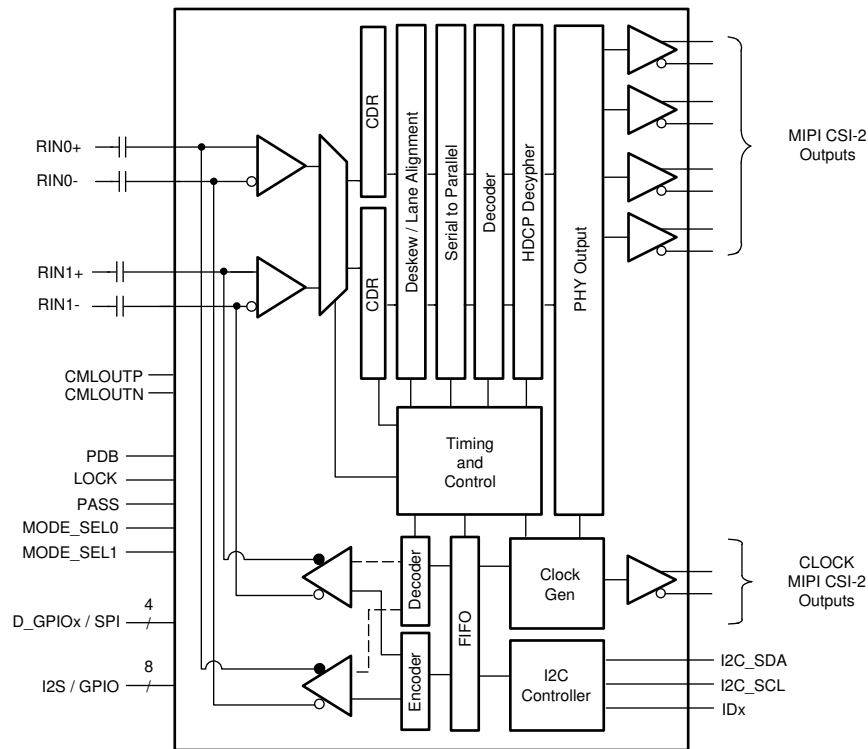 RIN0+
RIN0-
RIN1+
RIN1-
CMLOUTP
CMLOUTN
PDB
LOCK
PASS
MODE_SEL0
MODE_SEL1
D_GPIOx / SPI
4
I2S / GPIO
8
CDR
CDR
Deskew / Lane Alignment
Serial to Parallel
Decoder
HDCP Decypher
PHY Output
Timing
and
Control
Decoder
Encoder
FIFO
Clock
Gen
I2C
Controller
MIPI CSI-2
Outputs
CLOCK
MIPI CSI-2
Outputs
I2C_SDA
I2C_SCL
IDx